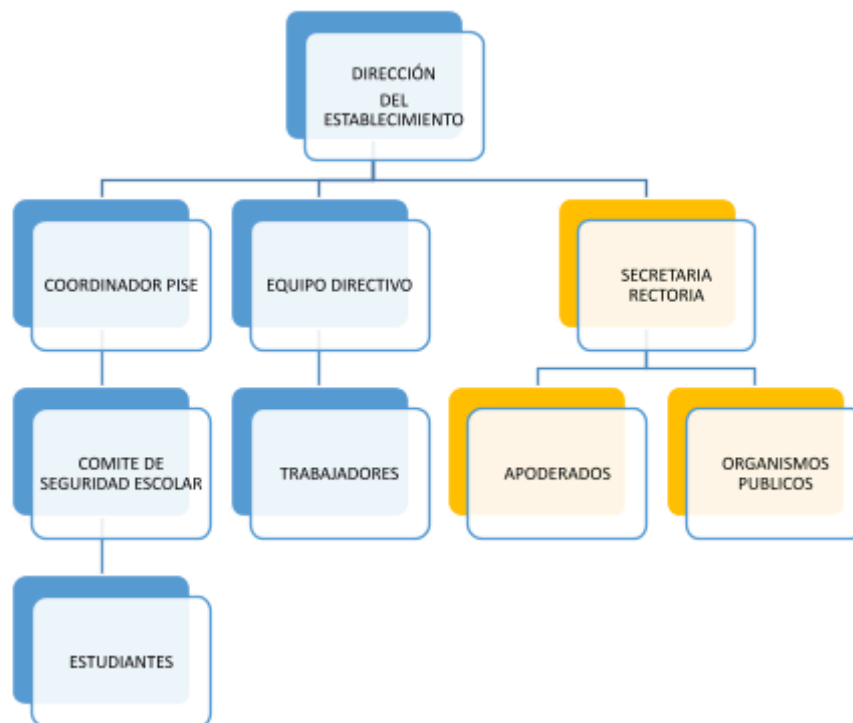 DIRECCIÓN
DEL
ESTABLECIMIENTO
COORDINADOR PISE
EQUIPO DIRECTIVO
SECRETARIA
RECTORIA
COMITE DE
SEGURIDAD ESCOLAR
TRABAJADORES
APODERADOS
ORGANISMOS
PUBLICOS
ESTUDIANTES